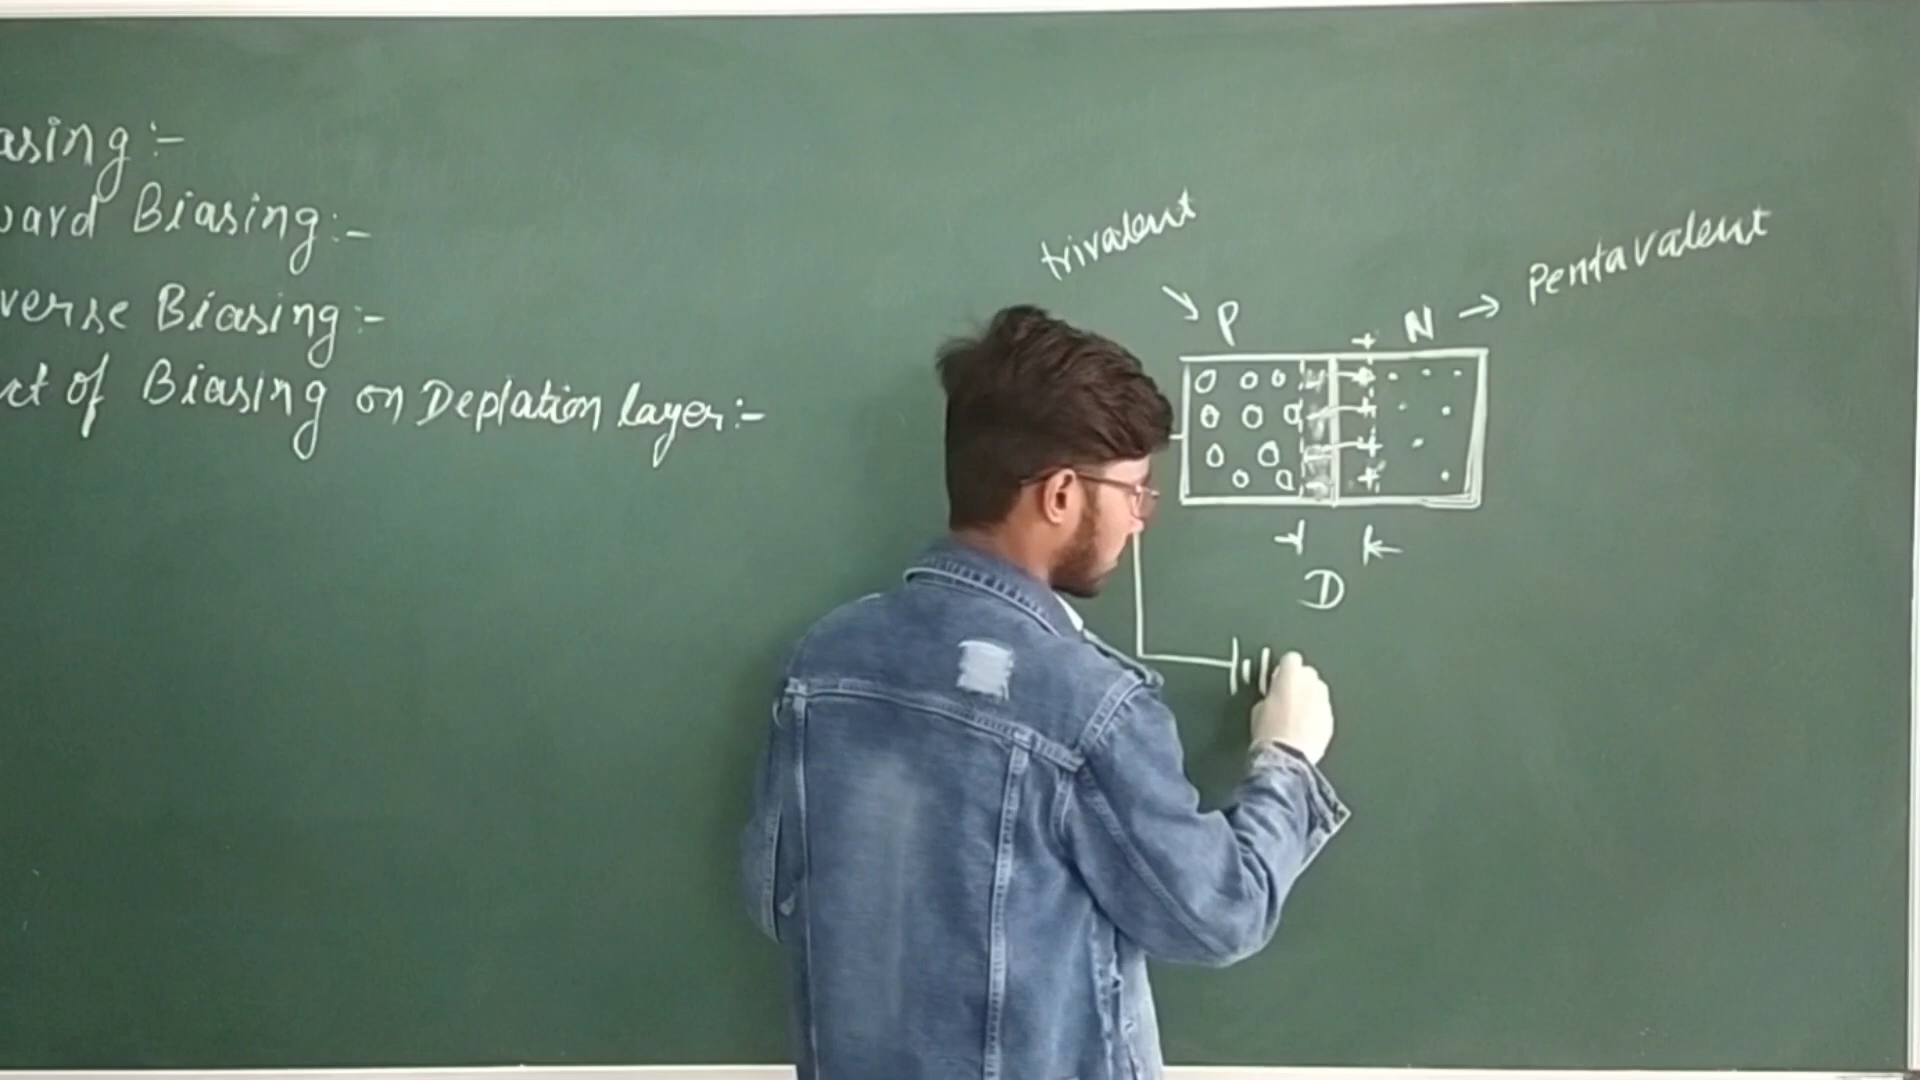 asing:-
ward Biasing:-
verse Biasing:-
ct of Biasing on Deplation layer:-
trivalent
Pentavalent
P
N
D